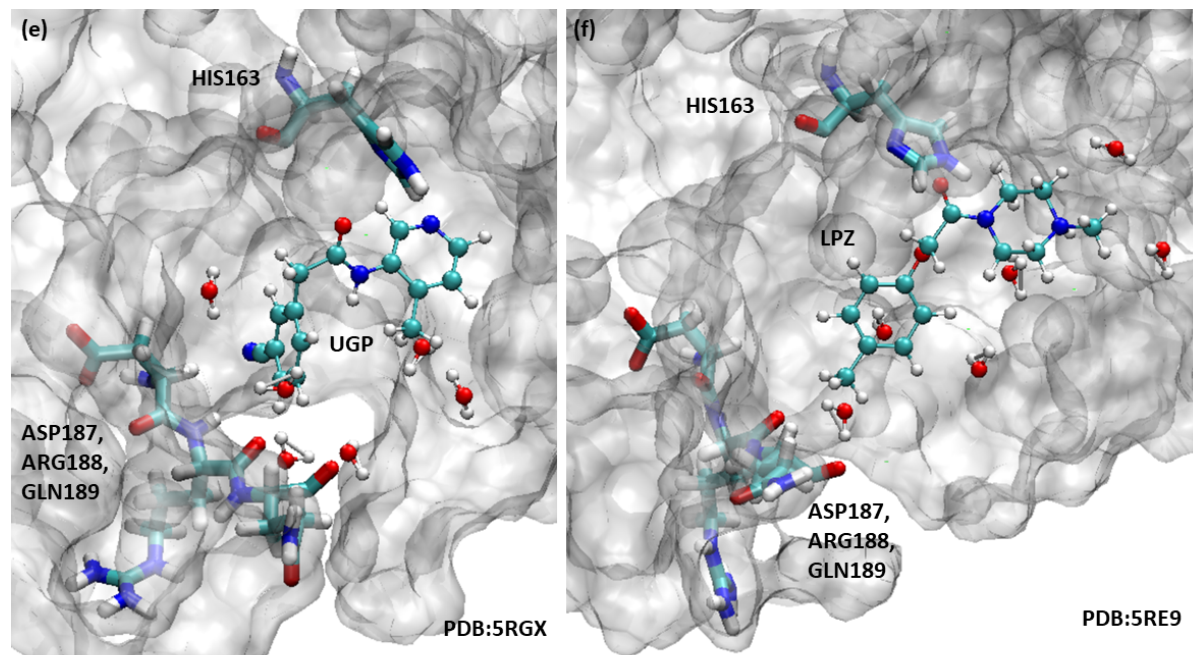 (e)
HIS163
UGP
ASP187,
ARG188,
GLN189
PDB:5RGX
(f)
HIS163
LPZ
ASP187,
ARG188,
GLN189
PDB:5RE9